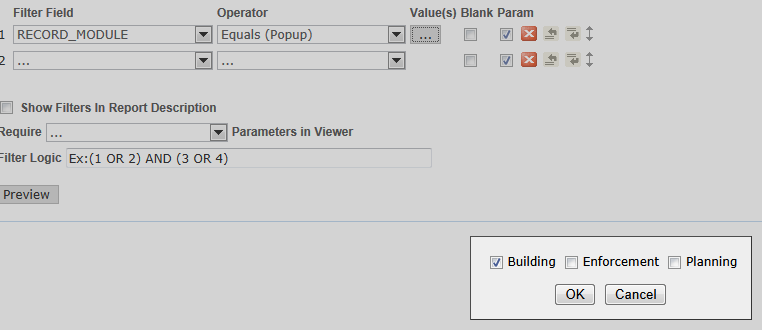 Filter Field Operator Value(s) Blank Param
1 RECORD_MODULE Equals (Popup) ...
2 ... ...
Show Filters In Report Description
Require ... Parameters in Viewer
Filter Logic Ex:(1 OR 2) AND (3 OR 4)
Preview
Building Enforcement Planning
OK Cancel